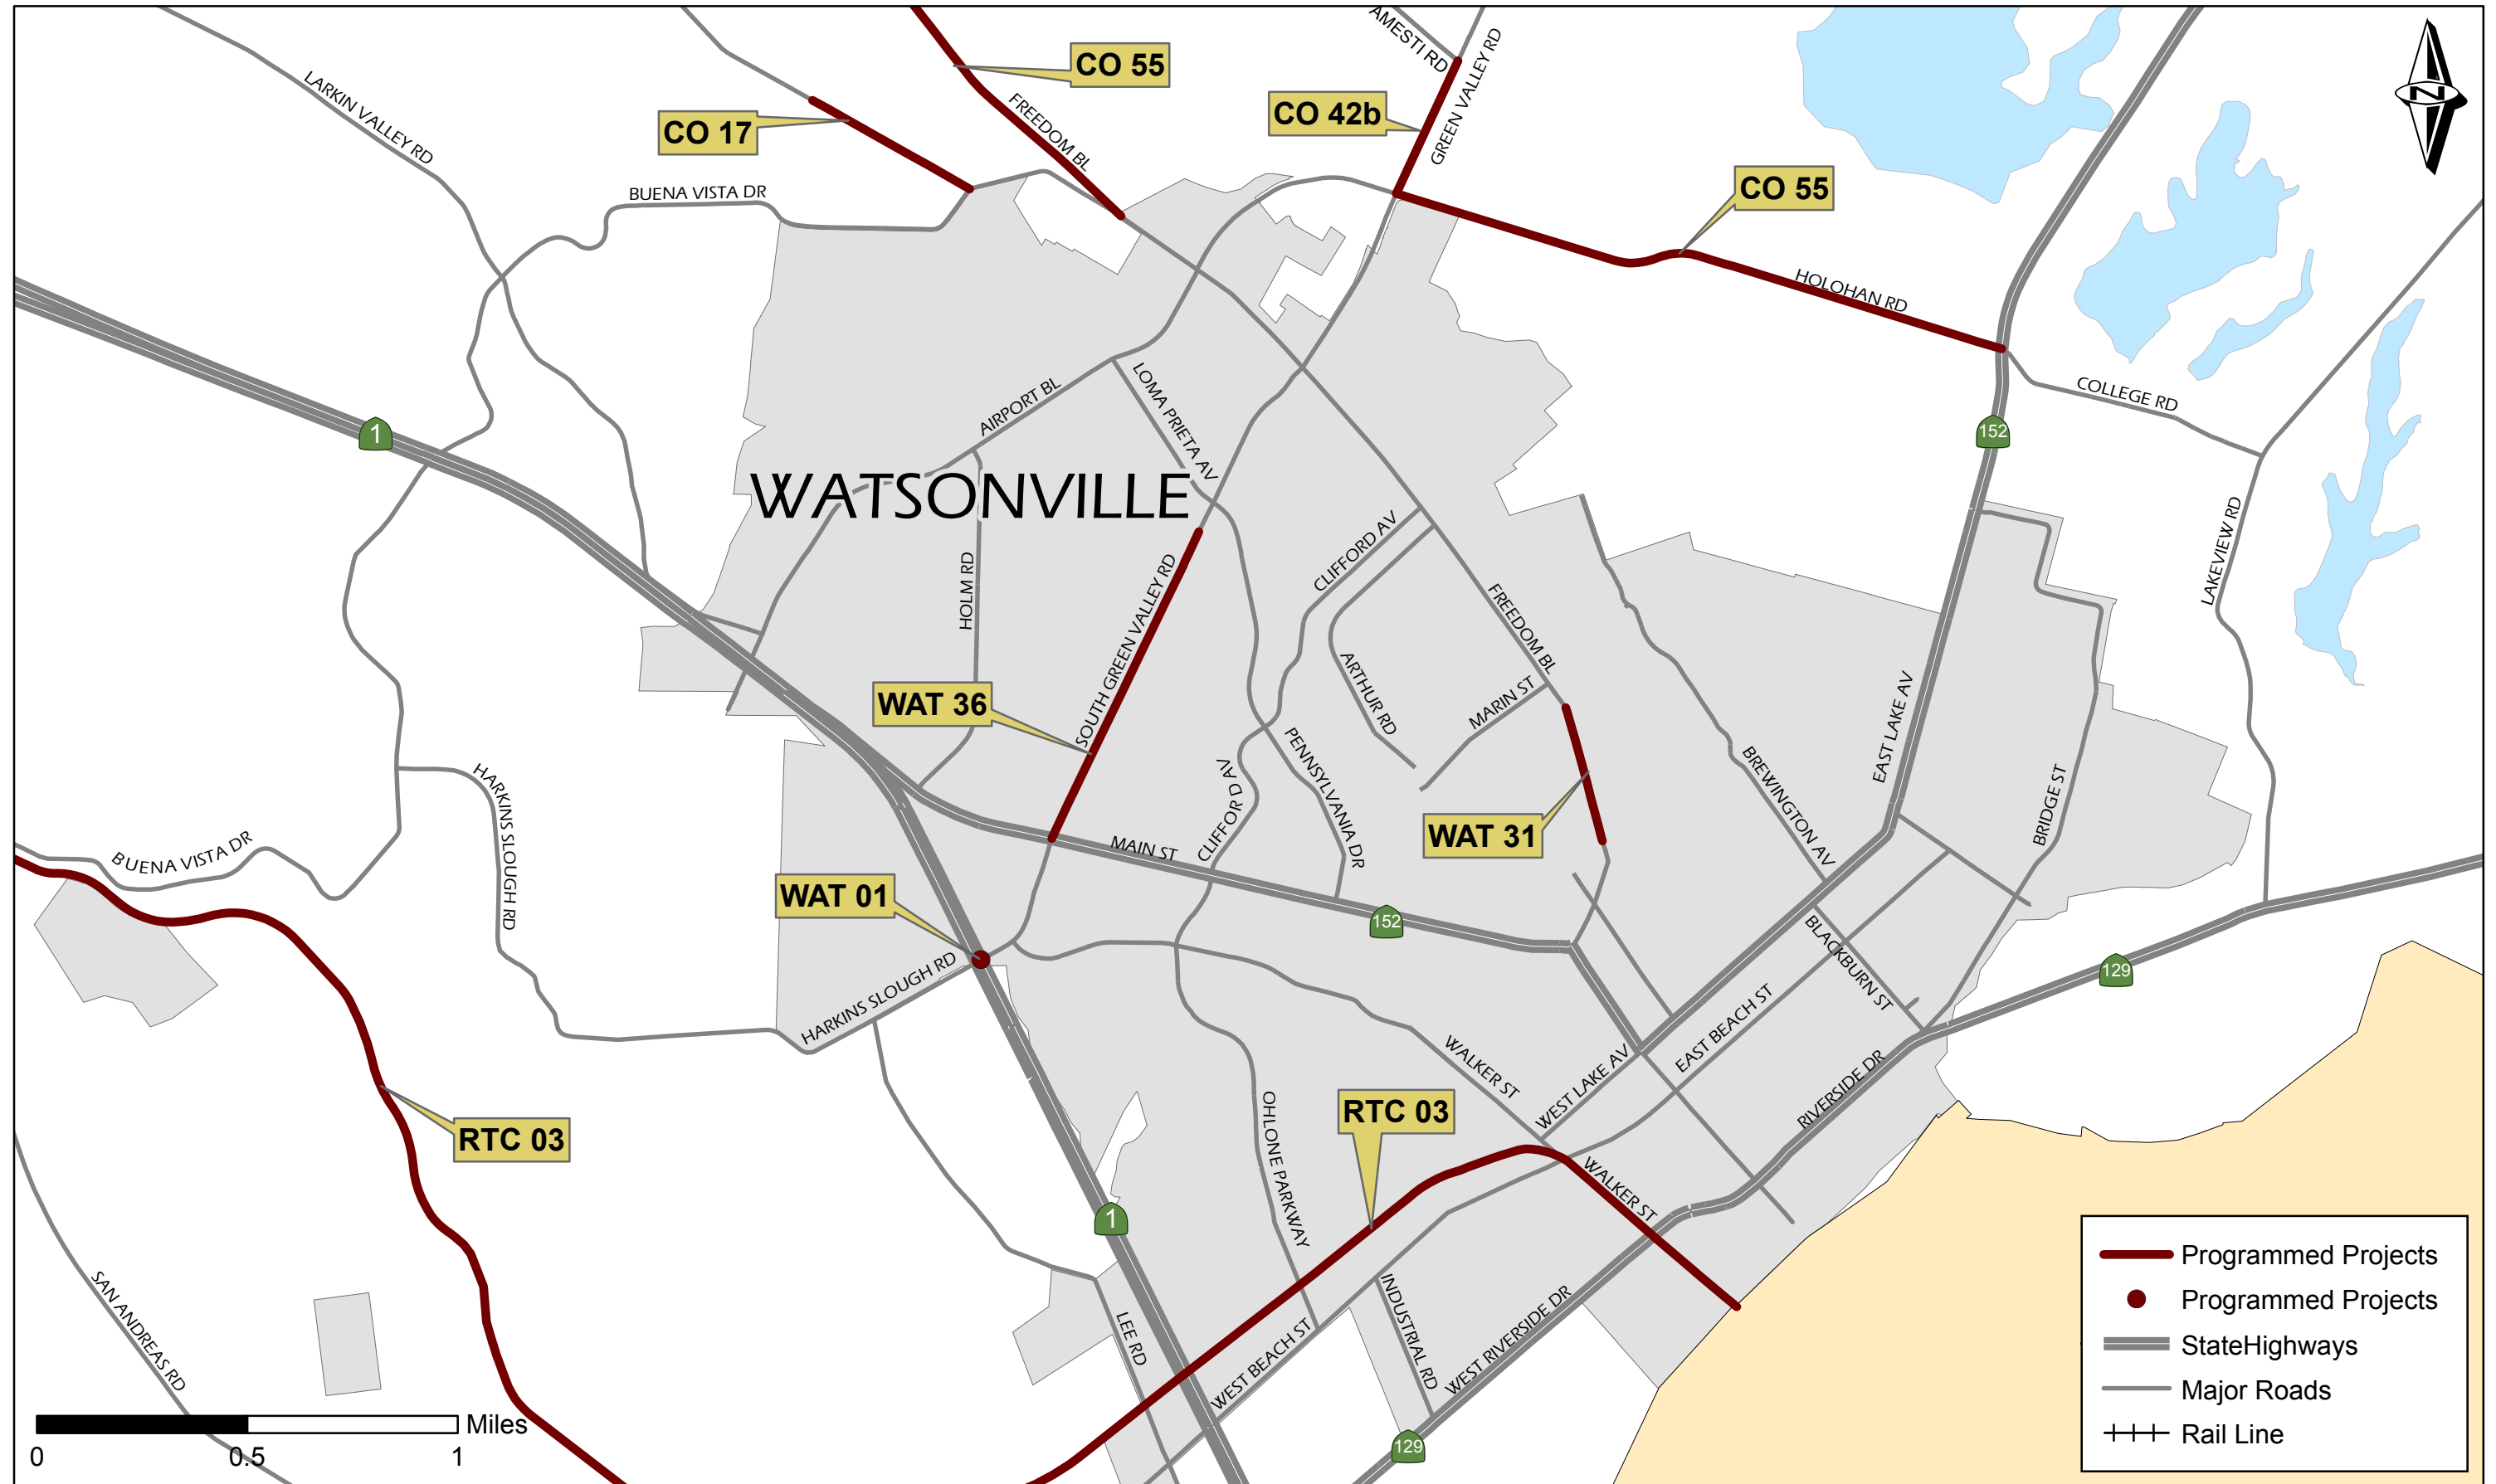 AMESTI RD
GREEN VALLEY RD
CO 55
CO 17
CO 42b
FREEDOM BL
LARKIN VALLEY RD
BUENA VISTA DR
CO 55
N
HOLOHAN RD
COLLEGE RD
1
152
LOMA PRIETA AV
AIRPORT BL
WATSONVILLE
LAKEVIEW RD
CLIFFORD AV
HOLM RD
SOUTH GREEN VALLEY RD
FREEDOM BL
ARTHUR RD
MARIN ST
WAT 36
EAST LAKE AV
BREWINGTON AV
BRIDGE ST
PENNSYLVANIA DR
CLIFFOR D AV
HARKINS SLOUGH RD
WAT 31
BUENA VISTA DR
MAIN ST
WAT 01
152
BLACKBURN ST
129
HARKINS SLOUGH RD
EAST BEACH ST
WALKER ST
WEST LAKE AV
RIVERSIDE DR
RTC 03
RTC 03
OHLONE PARKWAY
WALKER ST
1
SAN ANDREAS RD
LEE RD
INDUSTRIAL RD
WEST RIVERSIDE DR
WEST BEACH ST
129
Programmed Projects
Programmed Projects
StateHighways
Major Roads
Rail Line
Miles
0 0.5 1